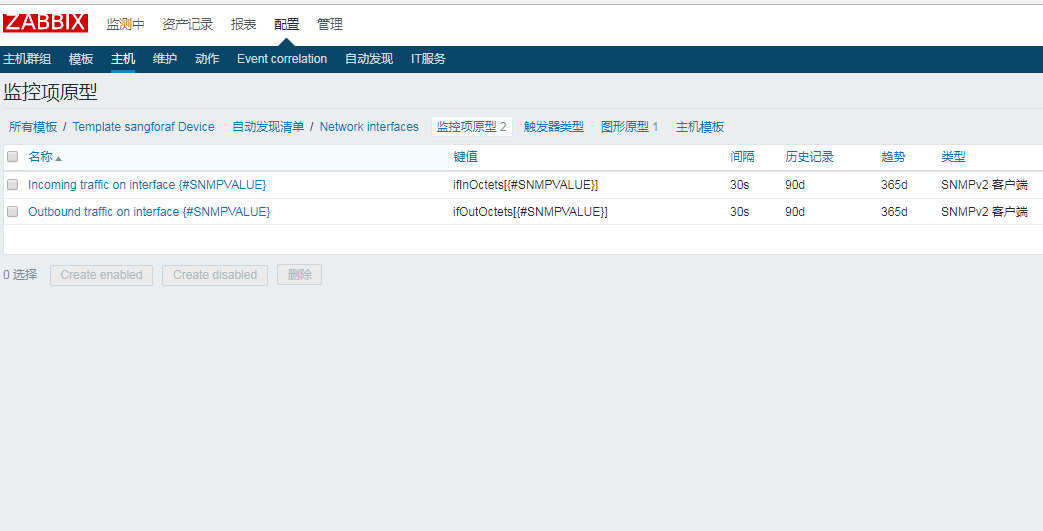 ZABBIX 监测中 资产记录 报表 配置 管理
主机群组 模板 主机 维护 动作 Event correlation 自动发现 IT服务
监控项原型
所有模板 / Template sangforaf Device 自动发现清单 / Network interfaces 监控项原型 2 触发器类型 图形原型 1 主机模板
名称 键值 间隔 历史记录 趋势 类型
Incoming traffic on interface {#SNMPVALUE} ifInOctets[{#SNMPVALUE}] 30s 90d 365d SNMPv2 客户端
Outbound traffic on interface {#SNMPVALUE} ifOutOctets[{#SNMPVALUE}] 30s 90d 365d SNMPv2 客户端
0 选择 Create enabled Create disabled 删除